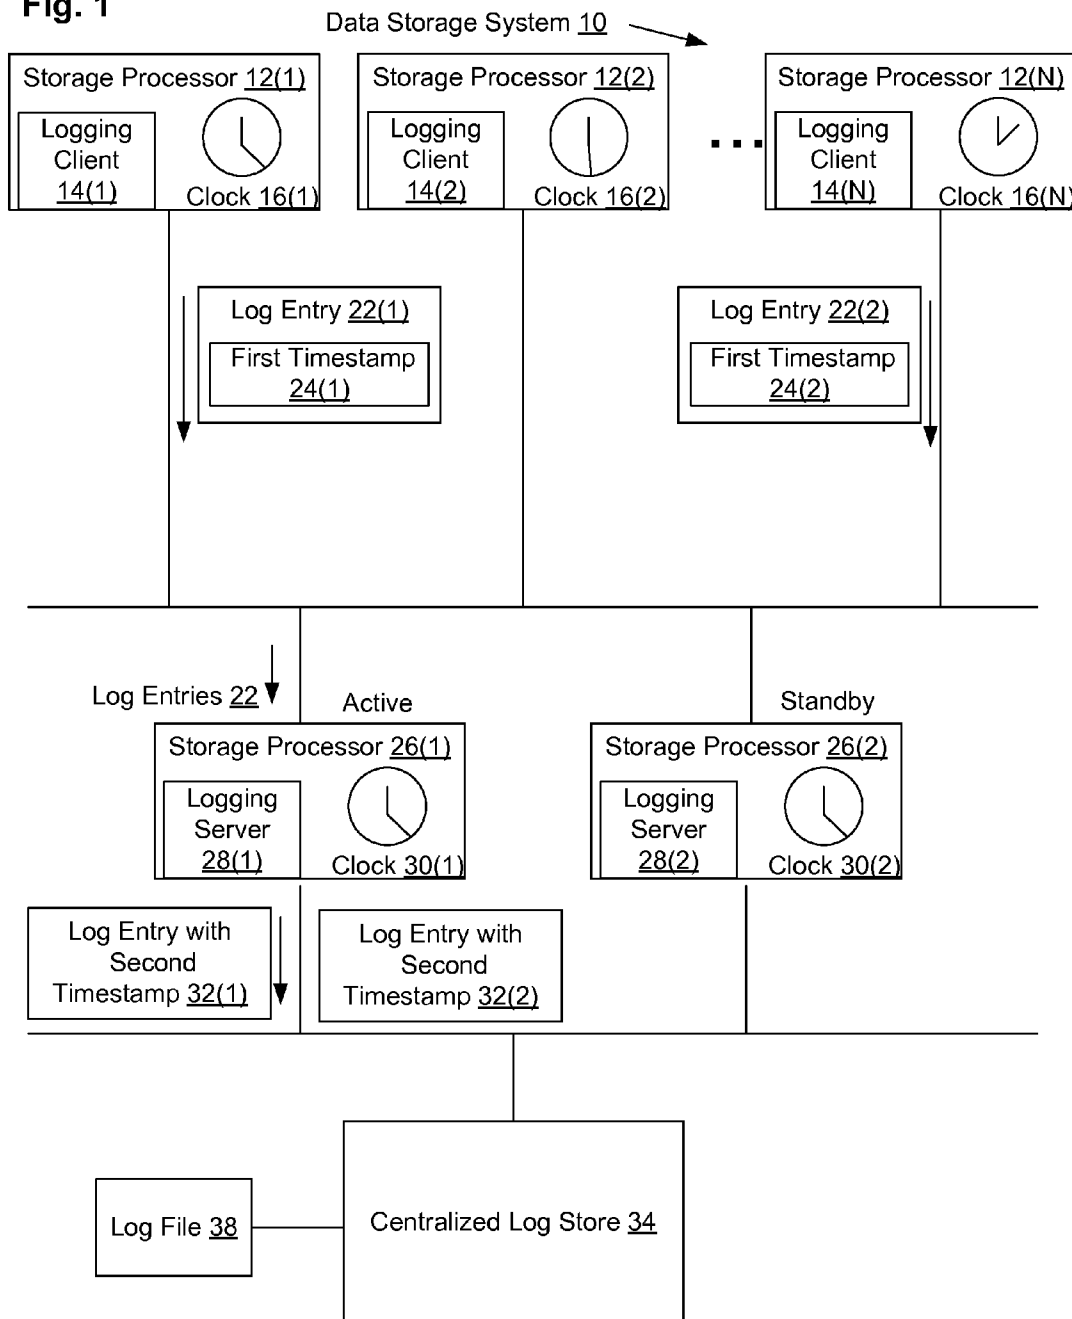 Fig. 1
Data Storage System 10
Storage Processor 12(1)
Logging
Client
14(1)
Clock 16(1)
Storage Processor 12(2)
Logging
Client
14(2)
Clock 16(2)
Storage Processor 12(N)
Logging
Client
14(N)
Clock 16(N)
Log Entry 22(1)
First Timestamp
24(1)
Log Entry 22(2)
First Timestamp
24(2)
Log Entries 22
Active
Standby
Storage Processor 26(1)
Logging
Server
28(1)
Clock 30(1)
Storage Processor 26(2)
Logging
Server
28(2)
Clock 30(2)
Log Entry with
Second
Timestamp 32(1)
Log Entry with
Second
Timestamp 32(2)
Log File 38
Centralized Log Store 34